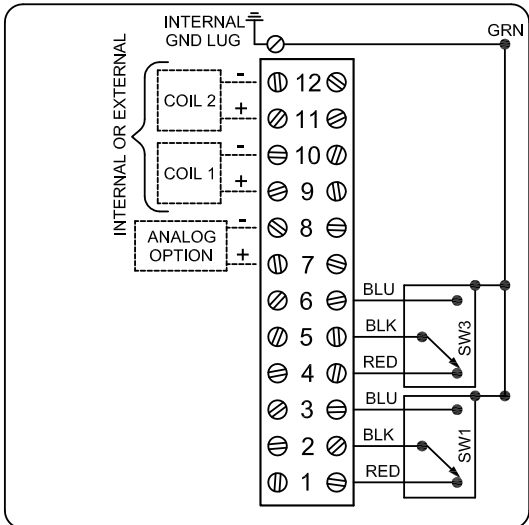 INTERNAL
GND LUG
GRN
INTERNAL OR EXTERNAL
COIL 2
-
+
COIL 1
-
+
ANALOG
OPTION
-
+
12
11
10
9
8
7
6
5
4
3
2
1
BLU
BLK
RED
SW3
BLU
BLK
RED
SW1